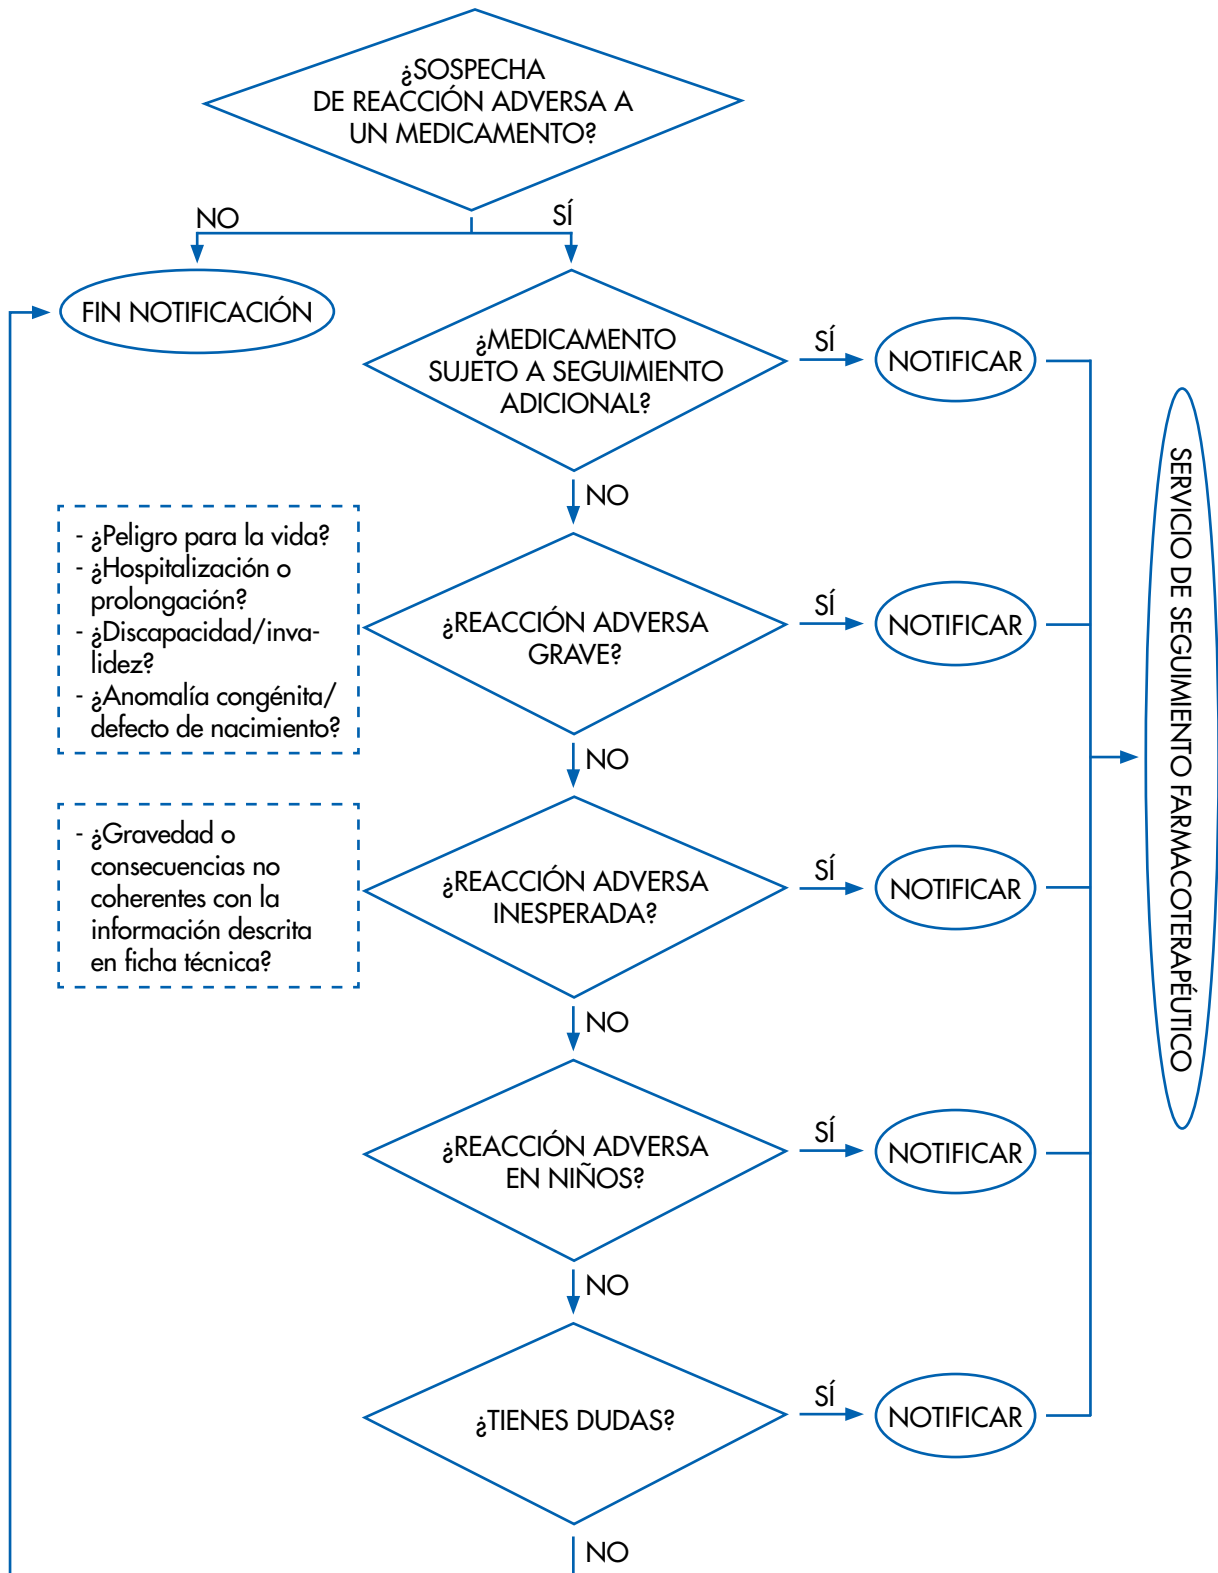 ¿SOSPECHA
DE REACCIÓN ADVERSA A
UN MEDICAMENTO?
NO
SÍ
FIN NOTIFICACIÓN
¿MEDICAMENTO
SUJETO A SEGUIMIENTO
ADICIONAL?
SÍ
NOTIFICAR
NO
- ¿Peligro para la vida?
- ¿Hospitalización o
prolongación?
- ¿Discapacidad/inva-
lidez?
- ¿Anomalía congénita/
defecto de nacimiento?
¿REACCIÓN ADVERSA
GRAVE?
SÍ
NOTIFICAR
NO
- ¿Gravedad o
consecuencias no
coherentes con la
información descrita
en ficha técnica?
¿REACCIÓN ADVERSA
INESPERADA?
SÍ
NOTIFICAR
NO
¿REACCIÓN ADVERSA
EN NIÑOS?
SÍ
NOTIFICAR
NO
¿TIENES DUDAS?
SÍ
NOTIFICAR
NO
SERVICIO DE SEGUIMIENTO FARMACOTERAPÉUTICO